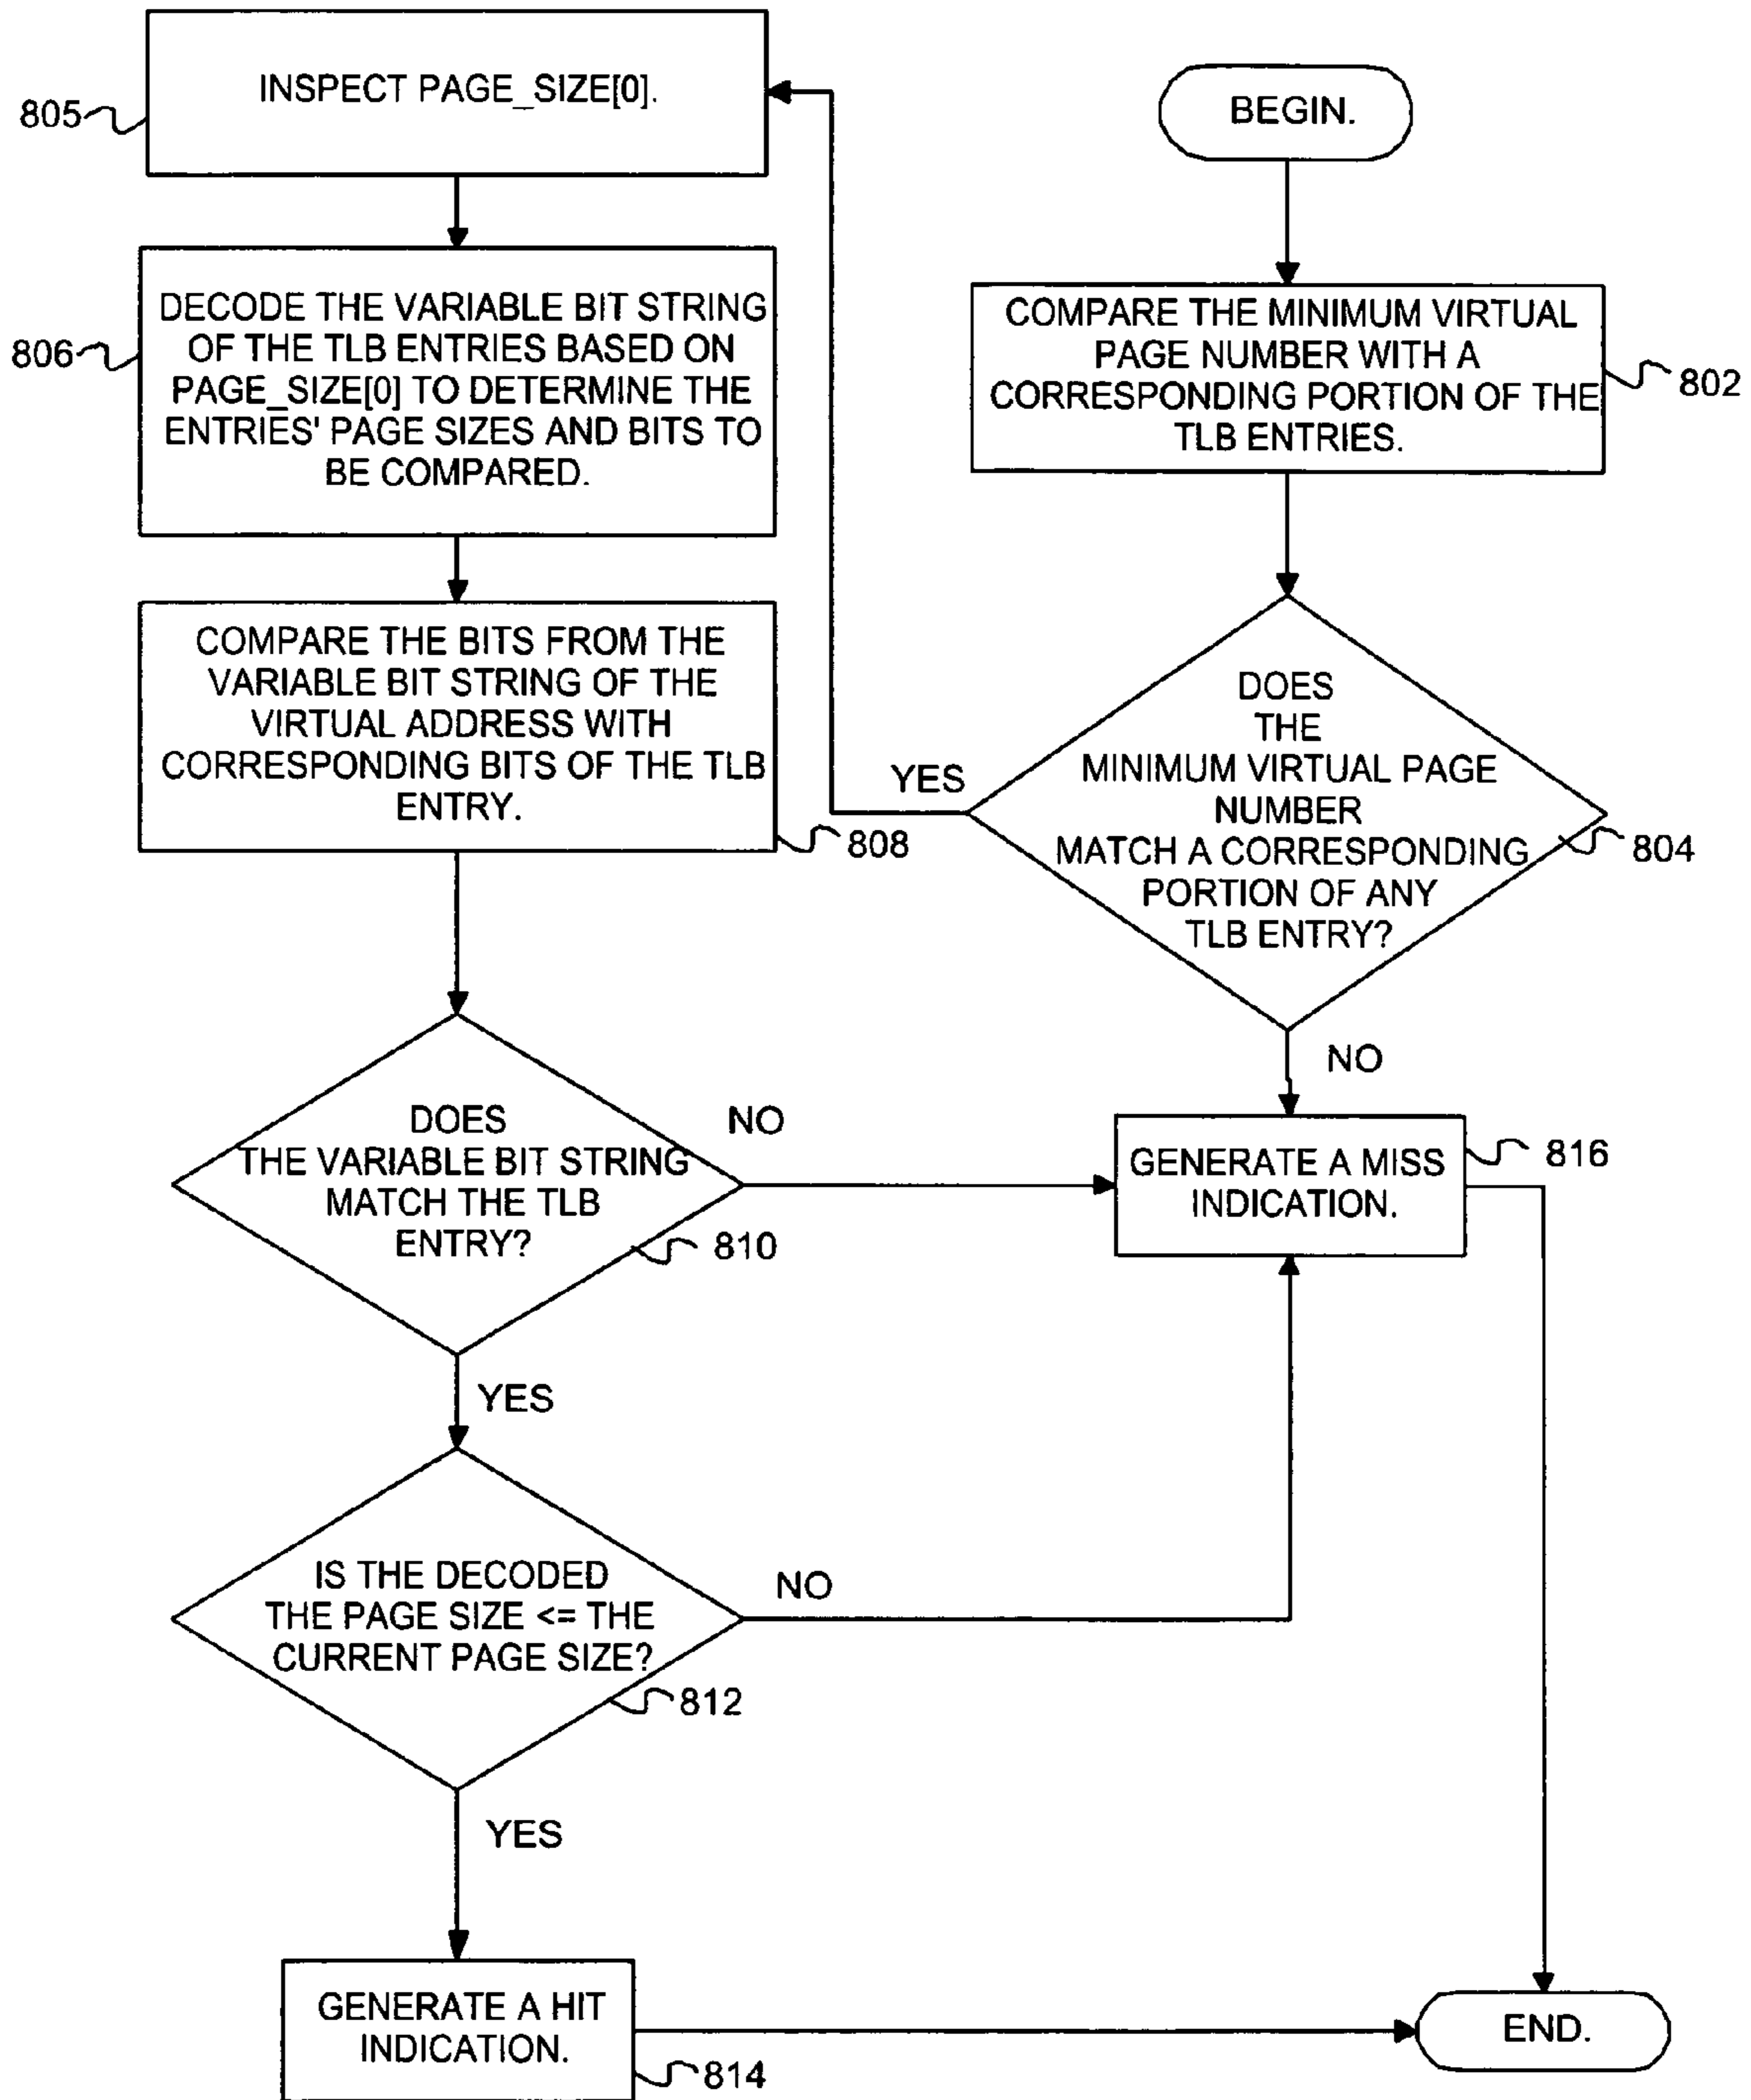 BEGIN.
COMPARE THE MINIMUM VIRTUAL
PAGE NUMBER WITH A
CORRESPONDING PORTION OF THE
TLB ENTRIES.
802
DOES
THE
MINIMUM VIRTUAL PAGE
NUMBER
MATCH A CORRESPONDING
PORTION OF ANY
TLB ENTRY?
804
YES
NO
INSPECT PAGE_SIZE[0].
805
DECODE THE VARIABLE BIT STRING
OF THE TLB ENTRIES BASED ON
PAGE_SIZE[0] TO DETERMINE THE
ENTRIES' PAGE SIZES AND BITS TO
BE COMPARED.
806
COMPARE THE BITS FROM THE
VARIABLE BIT STRING OF THE
VIRTUAL ADDRESS WITH
CORRESPONDING BITS OF THE TLB
ENTRY.
808
DOES
THE VARIABLE BIT STRING
MATCH THE TLB
ENTRY?
810
NO
YES
GENERATE A MISS
INDICATION.
816
IS THE DECODED
THE PAGE SIZE <= THE
CURRENT PAGE SIZE?
812
NO
YES
GENERATE A HIT
INDICATION.
814
END.